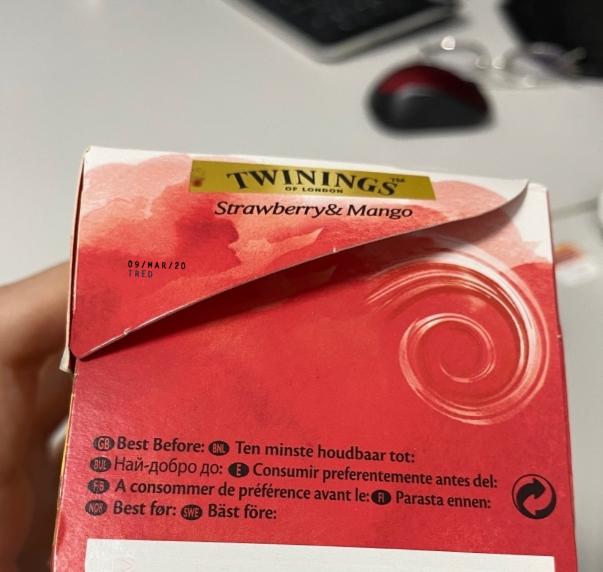 TWININGS™
OF LONDON
Strawberry& Mango
09/MAR/20
TRED
GB Best Before: BNL Ten minste houdbaar tot:
BUL Най-добро до: E Consumir preferentemente antes del:
F/B A consommer de préférence avant le: FI Parasta ennen:
NOR Best før: SWE Bäst före: